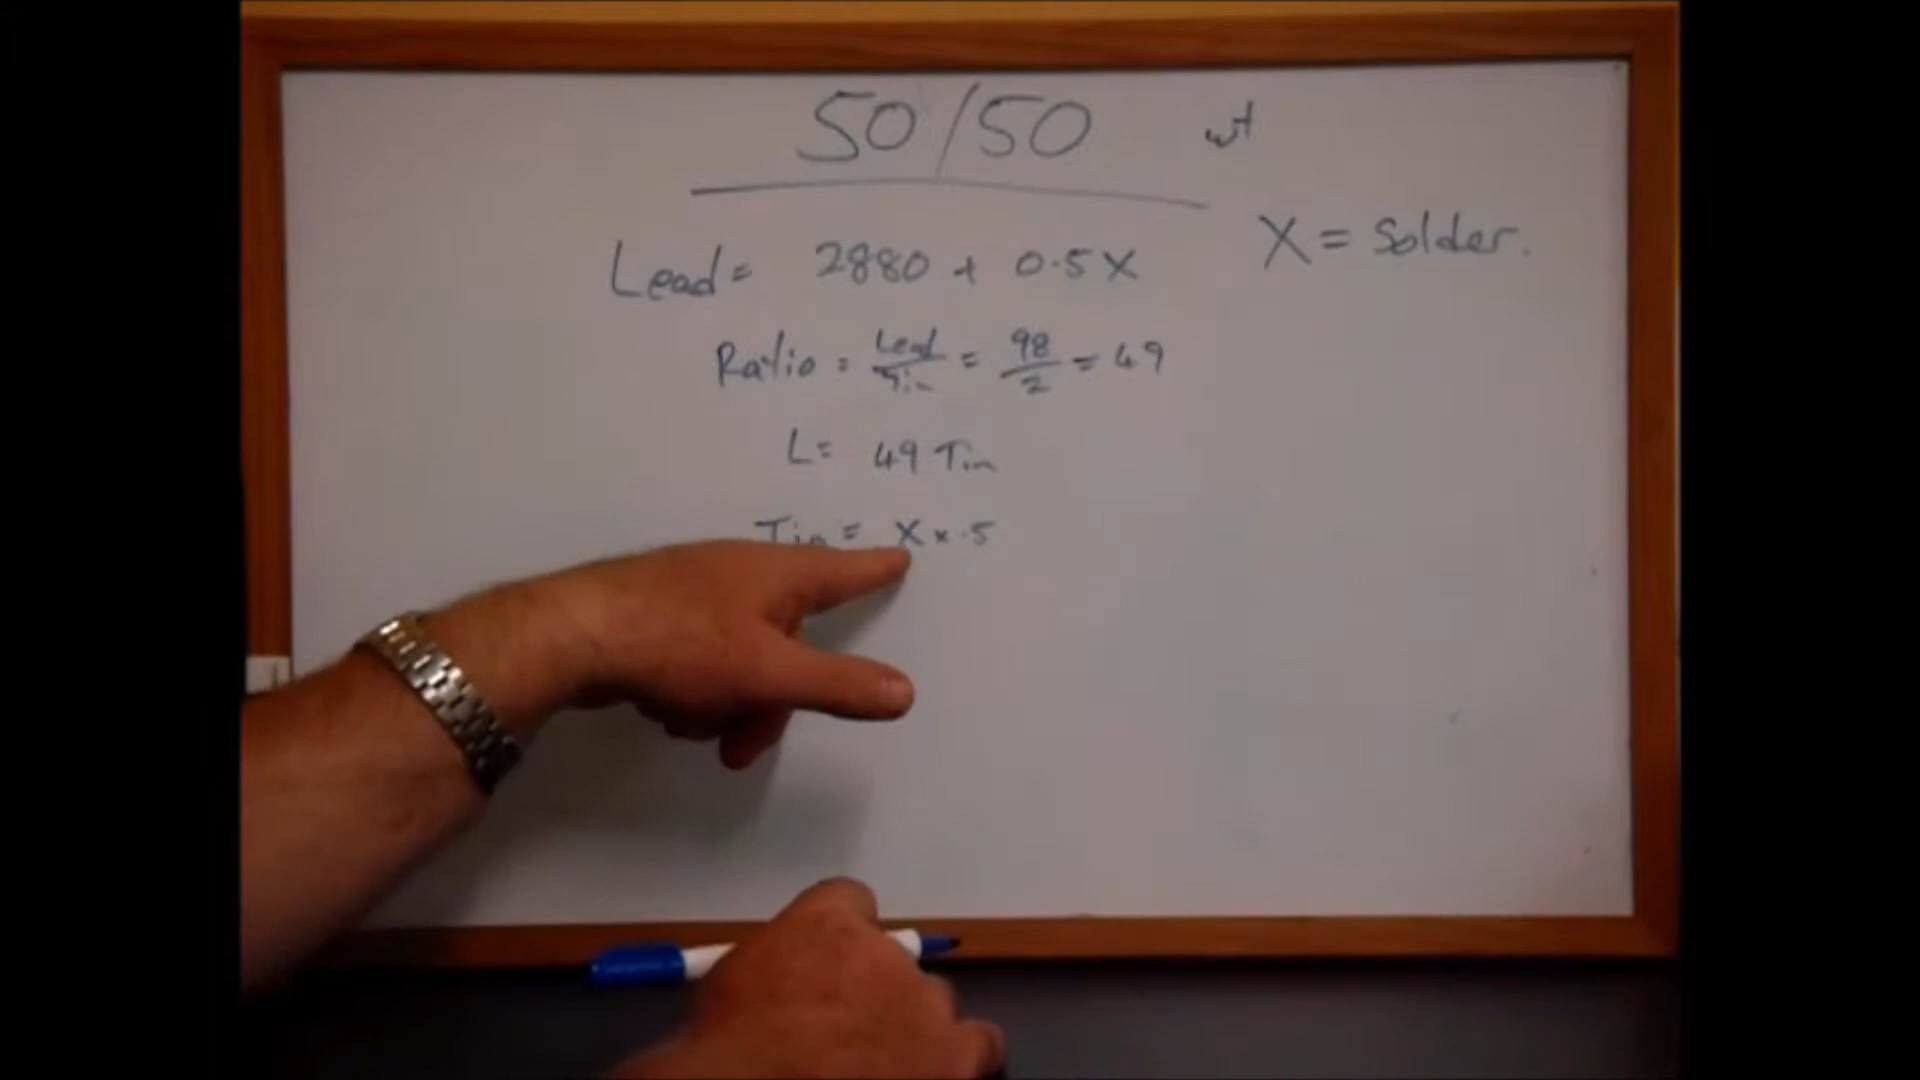 50/50 wt
X = Solder.
Lead = 2880 + 0.5X
Ratio = Lead/Tin = 98/2 = 49
L = 49 Tin
Tin = X x .5